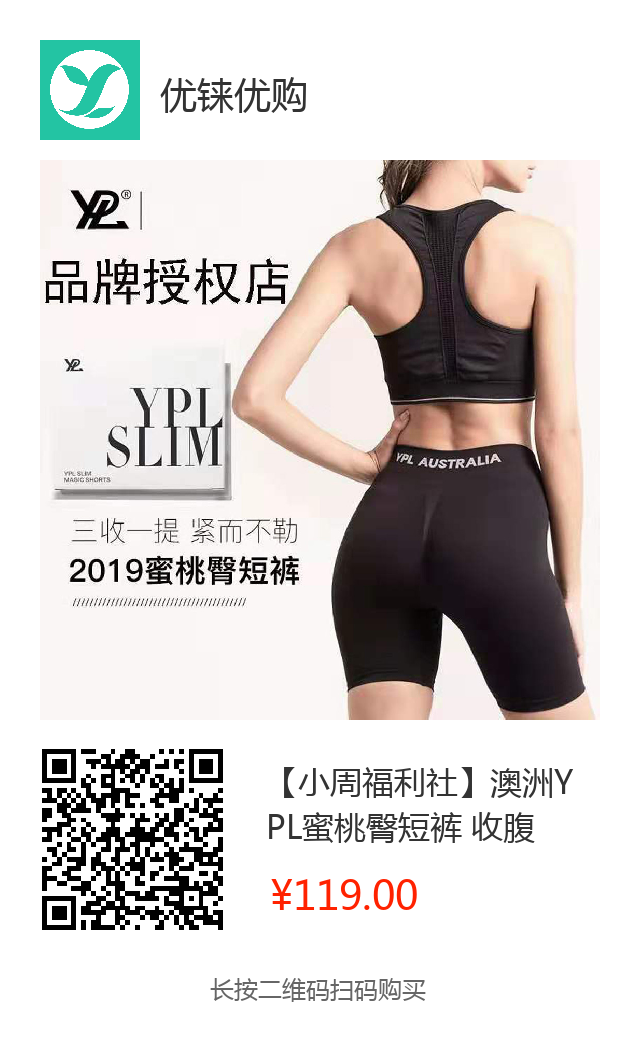 优铼优购
YPL®
品牌授权店
YPL
YPL
SLIM
YPL SLIM
MAGIC SHORTS
YPL AUSTRALIA
三收一提 紧而不勒
2019蜜桃臀短裤
【小周福利社】澳洲Y
PL蜜桃臀短裤 收腹
¥119.00
长按二维码扫码购买